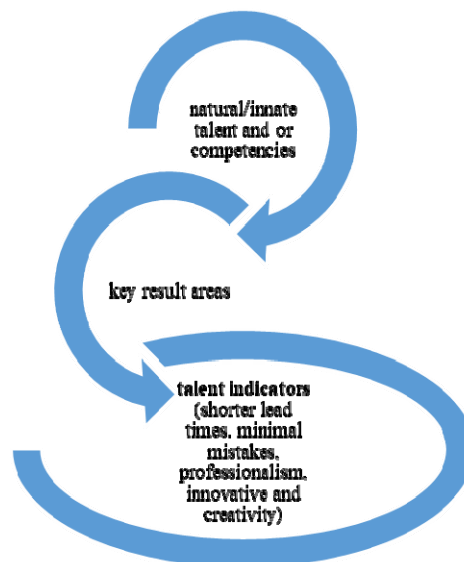 natural/innate
talent and or
competencies
key result areas
talent indicators
(shorter lead
times, minimal
mistakes,
professionalism,
innovative and
creativity)